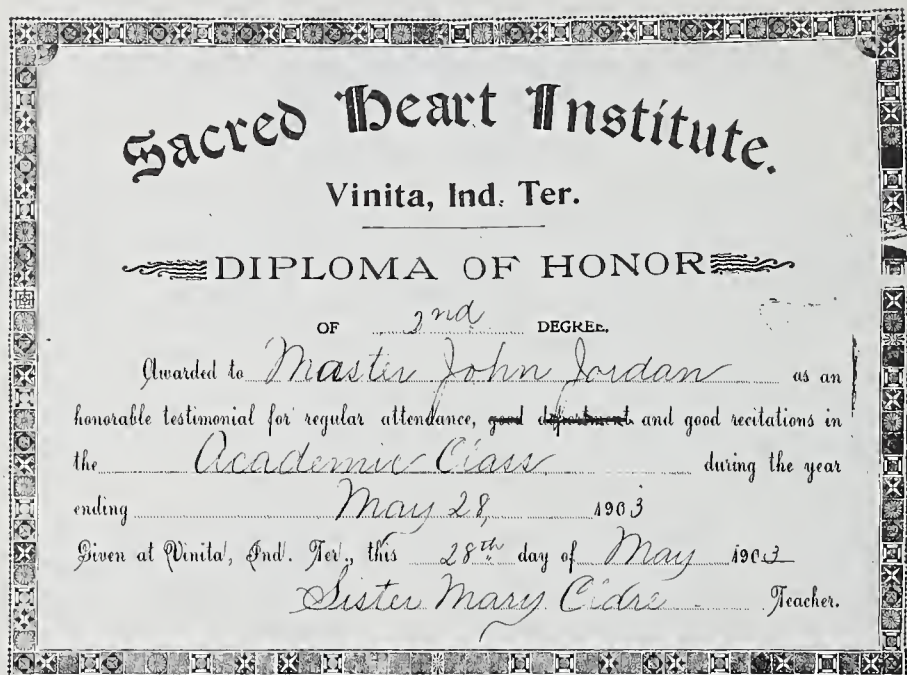 Sacred Heart Institute.
Vinita, Ind. Ter.
DIPLOMA OF HONOR
OF 2nd DEGREE.
Awarded to Master John Jordan as an
honorable testimonial for regular attendance, good deportment and good recitations in
the Academic Class during the year
ending May 28, 1903
Given at Vinita, Ind. Ter., this 28th day of May 1903
Sister Mary Teacher.